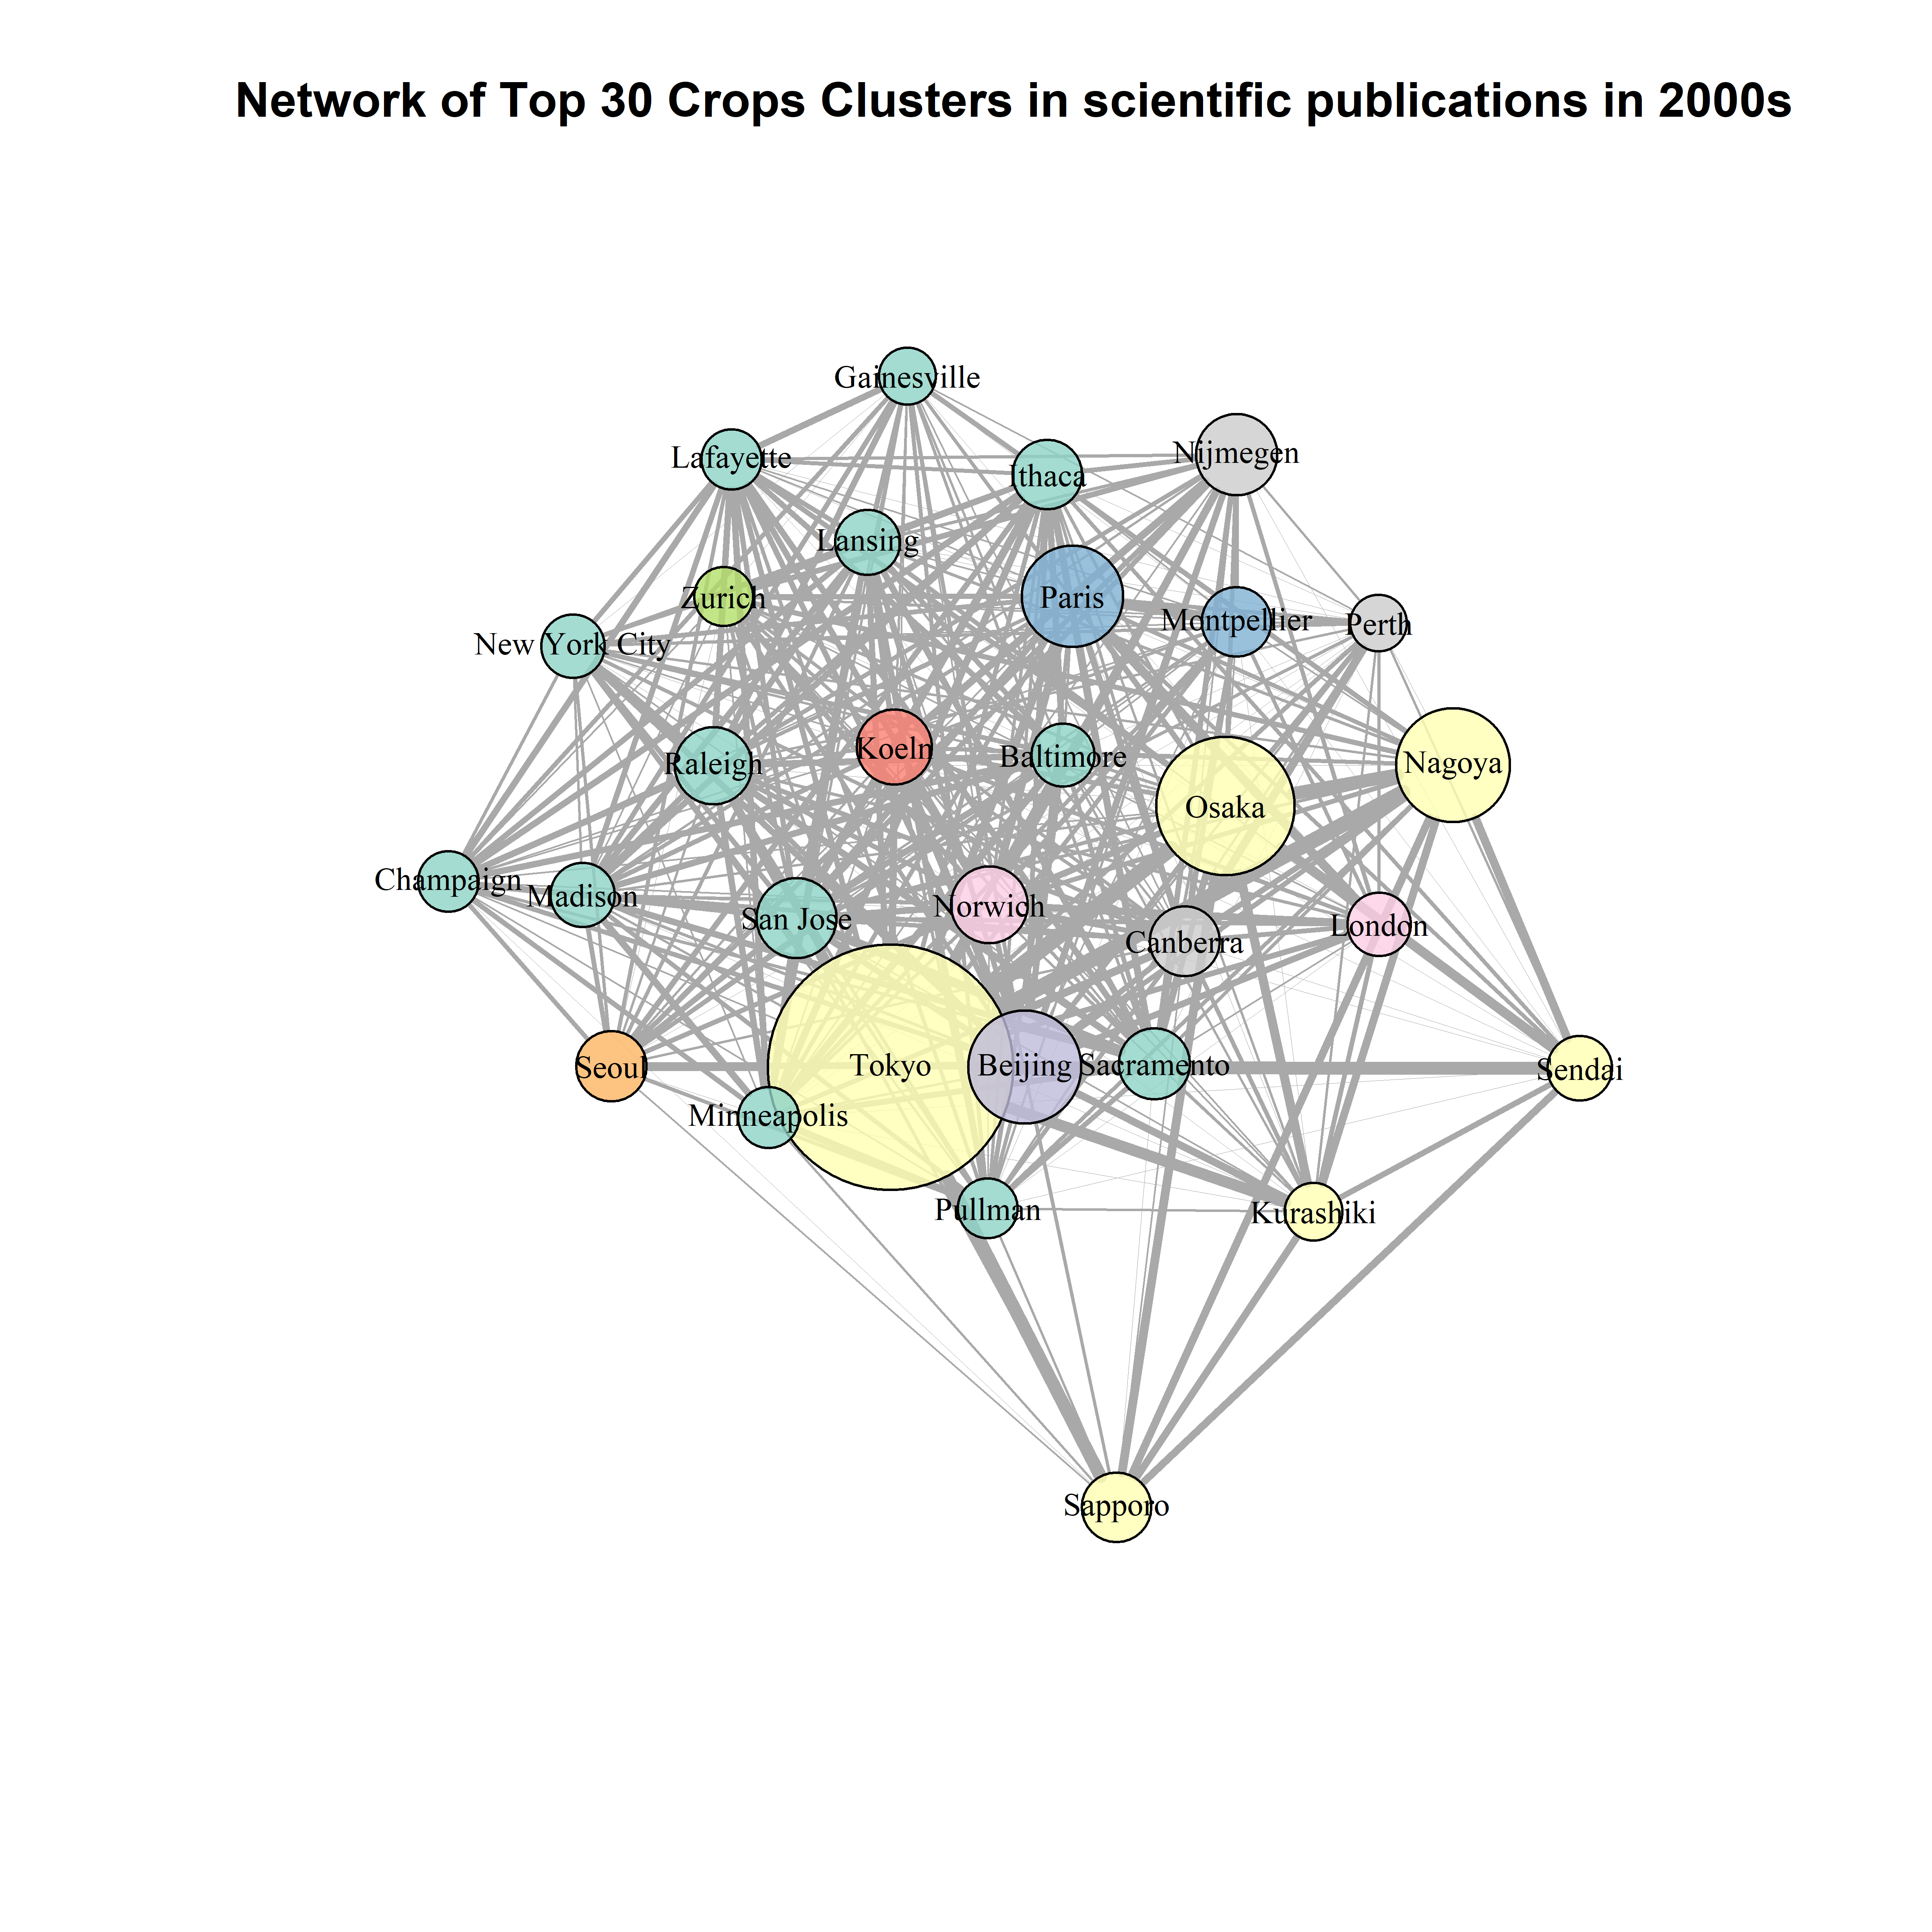 Network of Top 30 Crops Clusters in scientific publications in 2000s
Gainesville
Lafayette
Nijmegen
Ithaca
Lansing
Zurich
Paris
Montpellier
Perth
New York City
Raleigh
Koeln
Baltimore
Nagoya
Osaka
Champaign
Madison
San Jose
Norwich
Canberra
London
Seoul
Tokyo
Beijing
Sacramento
Sendai
Minneapolis
Pullman
Kurashiki
Sapporo